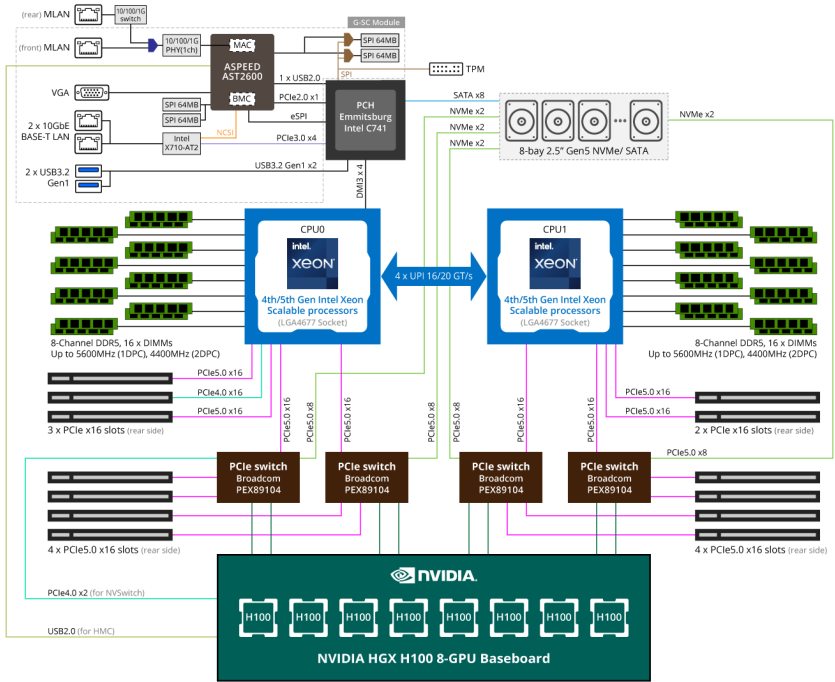 (rear) MLAN
10/100/1G
switch
G-SC Module
(front) MLAN
10/100/1G
PHY(1ch)
MAC
ASPEED
AST2600
BMC
SPI 64MB
SPI 64MB
SPI
TPM
1 x USB2.0
VGA
SPI 64MB
SPI 64MB
PCIe2.0 x1
eSPI
PCH
Emmitsburg
Intel C741
SATA x8
NVMe x2
NVMe x2
NVMe x2
NVMe x2
8-bay 2.5" Gen5 NVMe/ SATA
2 x 10GbE
BASE-T LAN
Intel
X710-AT2
NCSI
PCIe3.0 x4
2 x USB3.2
Gen1
USB3.2 Gen1 x2
DMI3 x 4
CPU0
intel.
xeon
4th/5th Gen Intel Xeon
Scalable processors
(LGA4677 Socket)
4 x UPI 16/20 GT/s
CPU1
intel.
xeon
4th/5th Gen Intel Xeon
Scalable processors
(LGA4677 Socket)
8-Channel DDR5, 16 x DIMMs
Up to 5600MHz (1DPC), 4400MHz (2DPC)
8-Channel DDR5, 16 x DIMMs
Up to 5600MHz (1DPC), 4400MHz (2DPC)
PCIe5.0 x16
PCIe4.0 x16
PCIe5.0 x16
3 x PCIe x16 slots (rear side)
PCIe5.0 x16
PCIe5.0 x8
PCIe5.0 x16
PCIe5.0 x8
PCIe5.0 x8
PCIe5.0 x16
PCIe5.0 x16
PCIe5.0 x16
PCIe5.0 x16
2 x PCIe x16 slots (rear side)
PCIe5.0 x8
PCIe switch
Broadcom
PEX89104
PCIe switch
Broadcom
PEX89104
PCIe switch
Broadcom
PEX89104
PCIe switch
Broadcom
PEX89104
4 x PCIe5.0 x16 slots (rear side)
4 x PCIe5.0 x16 slots (rear side)
PCIe4.0 x2 (for NVSwitch)
USB2.0 (for HMC)
NVIDIA.
H100 H100 H100 H100 H100 H100 H100 H100
NVIDIA HGX H100 8-GPU Baseboard